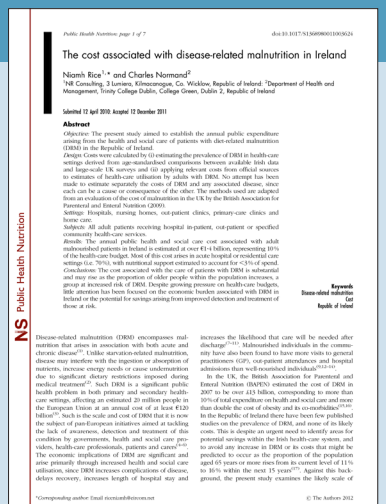 Public Health Nutrition: page 1 of 7
doi:10.1017/S1368980011003624
The cost associated with disease-related malnutrition in Ireland
Niamh Rice1,* and Charles Normand2
1NR Consulting, 3 Lumiera, Kilmacanogue, Co. Wicklow, Republic of Ireland: 2Department of Health and
Management, Trinity College Dublin, College Green, Dublin 2, Republic of Ireland
Submitted 12 April 2010: Accepted 12 December 2011
Abstract
Objective: The present study aimed to establish the annual public expenditure
arising from the health and social care of patients with diet-related malnutrition
(DRM) in the Republic of Ireland.
Design: Costs were calculated by (i) estimating the prevalence of DRM in health-care
settings derived from age-standardised comparisons between available Irish data
and large-scale UK surveys and (ii) applying relevant costs from official sources
to estimates of health-care utilisation by adults with DRM. No attempt has been
made to estimate separately the costs of DRM and any associated disease, since
each can be a cause or consequence of the other. The methods used are adapted
from an evaluation of the cost of malnutrition in the UK by the British Association for
Parenteral and Enteral Nutrition (2009).
Settings: Hospitals, nursing homes, out-patient clinics, primary-care clinics and
home care.
Subjects: All adult patients receiving hospital in-patient, out-patient or specified
community health-care services.
Results: The annual public health and social care cost associated with adult
malnourished patients in Ireland is estimated at over €1·4 billion, representing 10 %
of the health-care budget. Most of this cost arises in acute hospital or residential care
settings (i.e. 70 %), with nutritional support estimated to account for <3 % of spend.
Conclusions: The cost associated with the care of patients with DRM is substantial
and may rise as the proportion of older people within the population increases, a
group at increased risk of DRM. Despite growing pressure on health-care budgets,
little attention has been focused on the economic burden associated with DRM in
Ireland or the potential for savings arising from improved detection and treatment of
those at risk.
Keywords
Disease-related malnutrition
Cost
Republic of Ireland
NS Public Health Nutrition
Disease-related malnutrition (DRM) encompasses mal-
nutrition that arises in association with both acute and
chronic disease(1). Unlike starvation-related malnutrition,
disease may interfere with the ingestion or absorption of
nutrients, increase energy needs or cause undernutrition
due to significant dietary restrictions imposed during
medical treatment(2). Such DRM is a significant public
health problem in both primary and secondary health-
care settings, affecting an estimated 20 million people in
the European Union at an annual cost of at least €120
billion(3). Such is the scale and cost of DRM that it is now
the subject of pan-European initiatives aimed at tackling
the lack of awareness, detection and treatment of this
condition by governments, health and social care pro-
viders, health-care professionals, patients and carers(4-6).
The economic implications of DRM are significant and
arise primarily through increased health and social care
utilisation, since DRM increases complications of disease,
delays recovery, increases length of hospital stay and
increases the likelihood that care will be needed after
discharge(7–11). Malnourished individuals in the commu-
nity have also been found to have more visits to general
practitioners (GP), out-patient attendances and hospital
admissions than well-nourished individuals(9,12–14).
In the UK, the British Association of Parenteral and
Enteral Nutrition (BAPEN) estimated the cost of DRM in
2007 to be over £13 billion, corresponding to more than
10 % of total expenditure on health and social care and more
than double the cost of obesity and its co-morbidities(15,16).
In the Republic of Ireland there have been few published
studies on the prevalence of DRM, and none of its likely
costs. This is despite an urgent need to identify areas for
potential savings within the Irish health-care system, and
to avoid any increase in DRM or its costs that might be
predicted to occur as the proportion of the population
aged 65 years or more rises from its current level of 11 %
to 16 % within the next 15 years(17). Against this back-
ground, the present study examines the likely scale of
*Corresponding author: Email niceniamh@eircom.net
© The Authors 2012